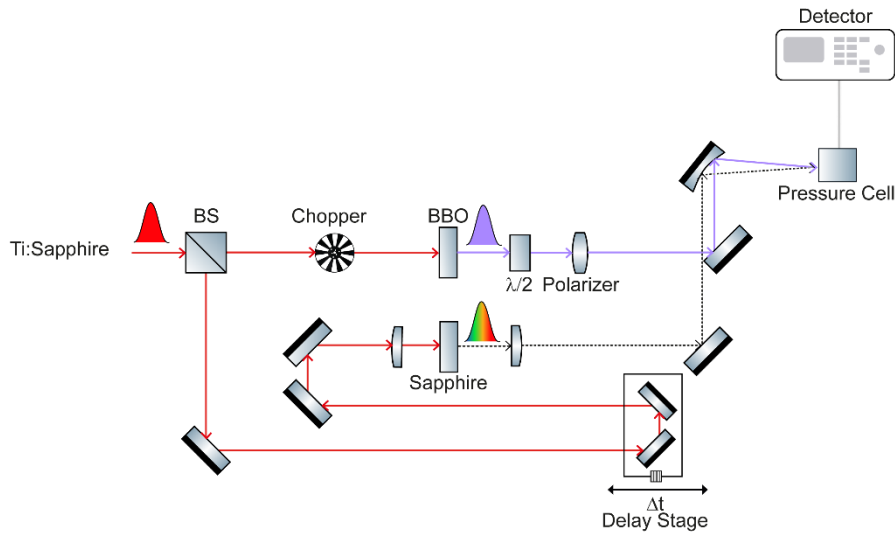 Detector
Pressure Cell
BS
Chopper
BBO
Ti:Sapphire
λ/2
Polarizer
Sapphire
Δt
Delay Stage